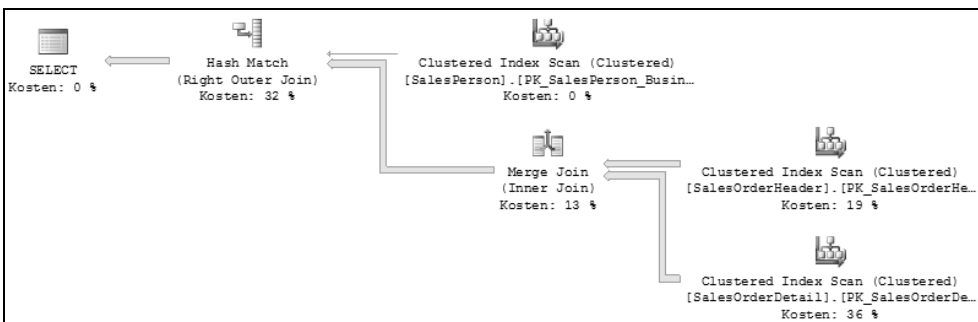 SELECT
Kosten: 0 %
Hash Match
(Right Outer Join)
Kosten: 32 %
Clustered Index Scan (Clustered)
[SalesPerson].[PK_SalesPerson_Busin…
Kosten: 0 %
Merge Join
(Inner Join)
Kosten: 13 %
Clustered Index Scan (Clustered)
[SalesOrderHeader].[PK_SalesOrderHe…
Kosten: 19 %
Clustered Index Scan (Clustered)
[SalesOrderDetail].[PK_SalesOrderDe…
Kosten: 36 %